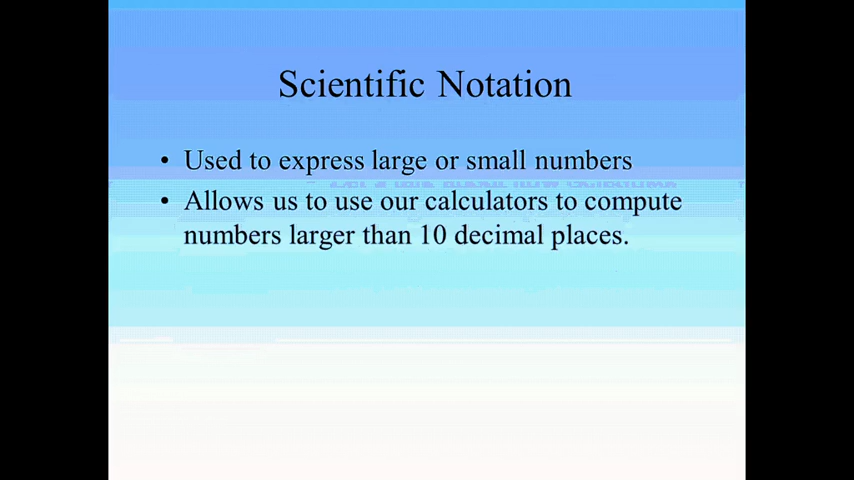 Scientific Notation
• Used to express large or small numbers
• Allows us to use our calculators to compute
numbers larger than 10 decimal places.